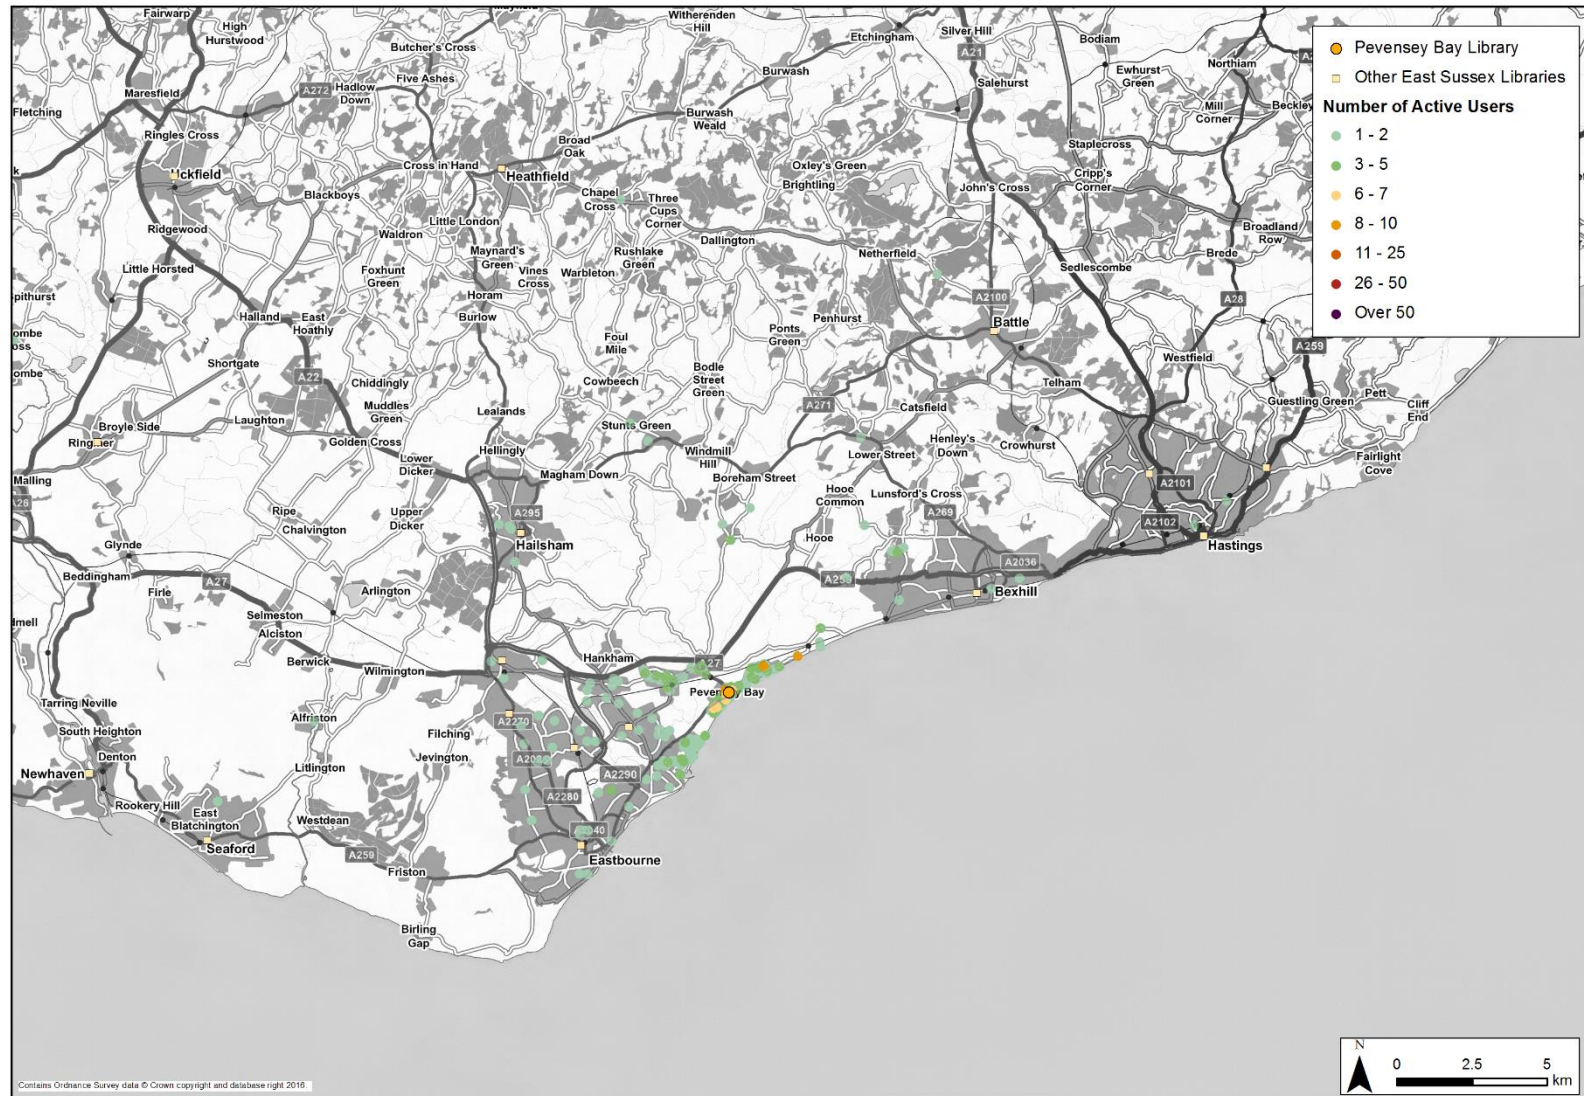 Fairwarp
High
Hurstwood
Butcher's Cross
Witherenden
Hill
Etchingham
Silver Hill
A21
Bodiam
Northiam
Fletching
Maresfield
A272
Hadlow
Down
Five Ashes
Burwash
Salehurst
Ewhurst
Green
Mill
Corner
Beckley
Ringles Cross
Burwash
Weald
Broad
Oak
Staplecross
Uckfield
Cross in Hand
Heathfield
Oxley's Green
Brightling
John's Cross
Cripp's
Corner
Blackboys
Chapel
Cross
Three
Cups
Corner
Little London
Ridgewood
Waldron
Maynard's
Green
Rushlake
Green
Dallington
Netherfield
Broadland
Row
Brede
Little Horsted
Foxhunt
Green
Vines
Cross
Warbleton
Sedlescombe
Horam
A2100
A28
Halland
East
Hoathly
Burlow
Foul
Mile
Ponts
Green
Penhurst
Battle
A259
Shortgate
A22
Chiddingly
Cowbeech
Bodle
Street
Green
Westfield
Telham
Muddles
Green
Lealands
A271
Catsfield
Guestling Green
Pett
Cliff
End
Broyle Side
Laughton
Stunts Green
Ringmer
Golden Cross
Hellingly
Windmill
Hill
Lower Street
Henley's
Down
Crowhurst
Fairlight
Cove
Malling
Lower
Dicker
Magham Down
Boreham Street
A26
Upper
Dicker
A295
Hooe
Common
Lunsford's Cross
A2101
Ripe
Chalvington
A269
A2102
Glynde
Hailsham
Hooe
Hastings
Beddingham
A27
Firle
Arlington
A2036
Bexhill
Selmeston
Alciston
Berwick
Wilmington
Hankham
A27
Pevensey Bay
Tarring Neville
South Heighton
Denton
Alfriston
Filching
A2270
Newhaven
Litlington
Jevington
A2290
Rookery Hill
East
Blatchington
Westdean
A2280
Seaford
A259
Friston
Eastbourne
Birling
Gap
Pevensey Bay Library
Other East Sussex Libraries
Number of Active Users
1 - 2
3 - 5
6 - 7
8 - 10
11 - 25
26 - 50
Over 50
N
0 2.5 5
km
Contains Ordnance Survey data © Crown copyright and database right 2016.